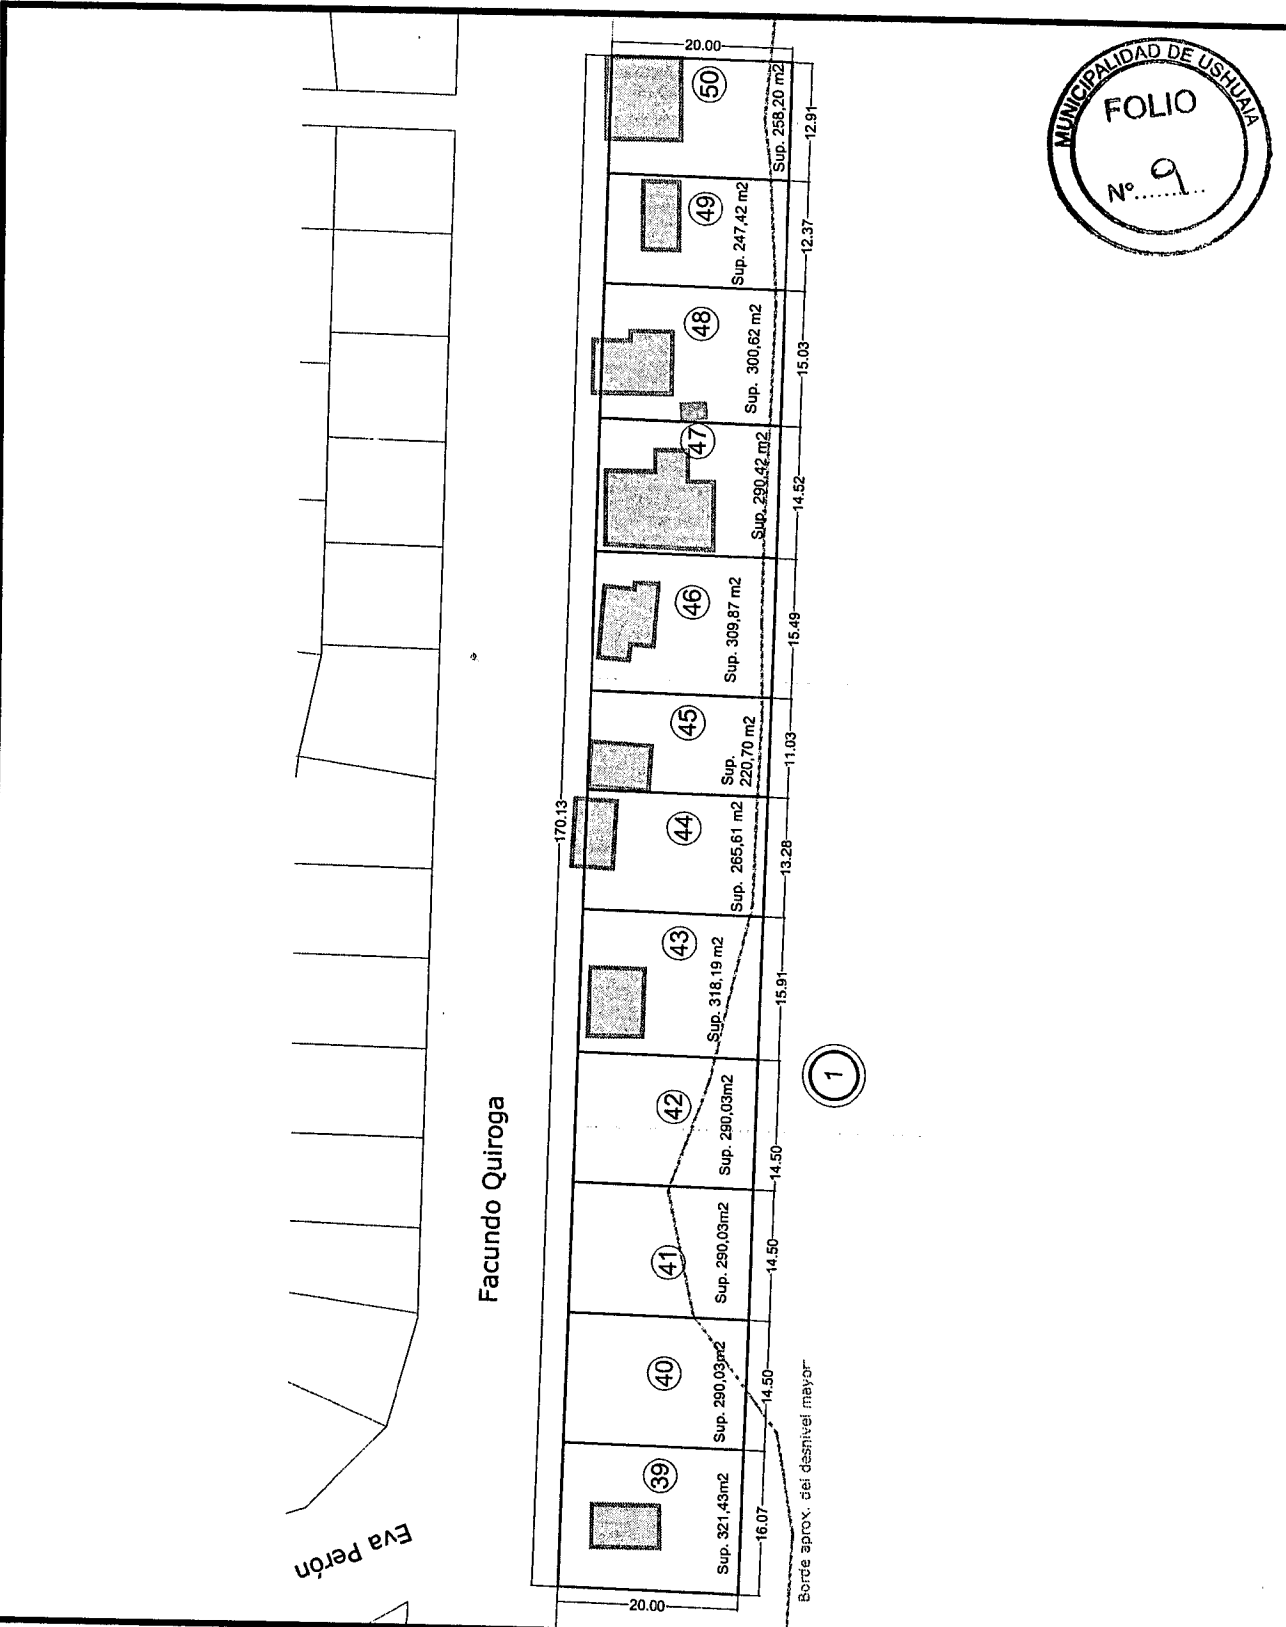 MUNICIPALIDAD DE USHUAIA
FOLIO
Nº.........9
20.00
50
Sup. 258,20 m2
12.91
49
Sup. 247,42 m2
12.37
48
Sup. 300,62 m2
15.03
47
Sup. 290,42 m2
14.52
46
Sup. 309,87 m2
15.49
45
Sup.
220,70 m2
11.03
170.13
44
Sup. 265,61 m2
13.28
43
Sup. 318,19 m2
15.91
1
42
Sup. 290,03m2
14.50
Facundo Quiroga
41
Sup. 290,03m2
14.50
40
Sup. 290,03m2
14.50
39
Sup. 321,43m2
16.07
Borde aprox. del desnivel mayor
Eva Perón
20.00